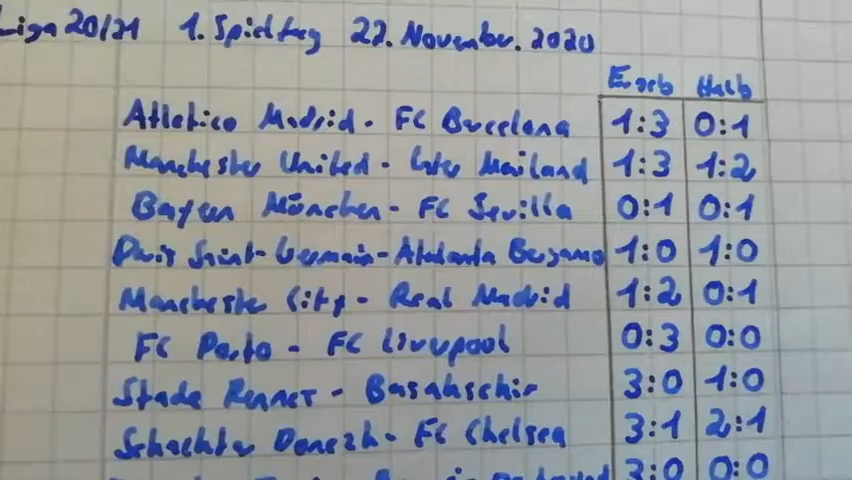 Liga 20/21 1. Spieltag 22. November. 2020
Ergeb Halb
Atletico Madrid - FC Barcelona 1:3 0:1
Manchester United - Inter Mailand 1:3 1:2
Bayern München - FC Sevilla 0:1 0:1
Paris Saint-Germain - Atalanta Bergamo 1:0 1:0
Manchester City - Real Madrid 1:2 0:1
FC Porto - FC Liverpool 0:3 0:0
Stade Rennes - Basakschir 3:0 1:0
Schachtar Donezk - FC Chelsea 3:1 2:1
3:0 0:0